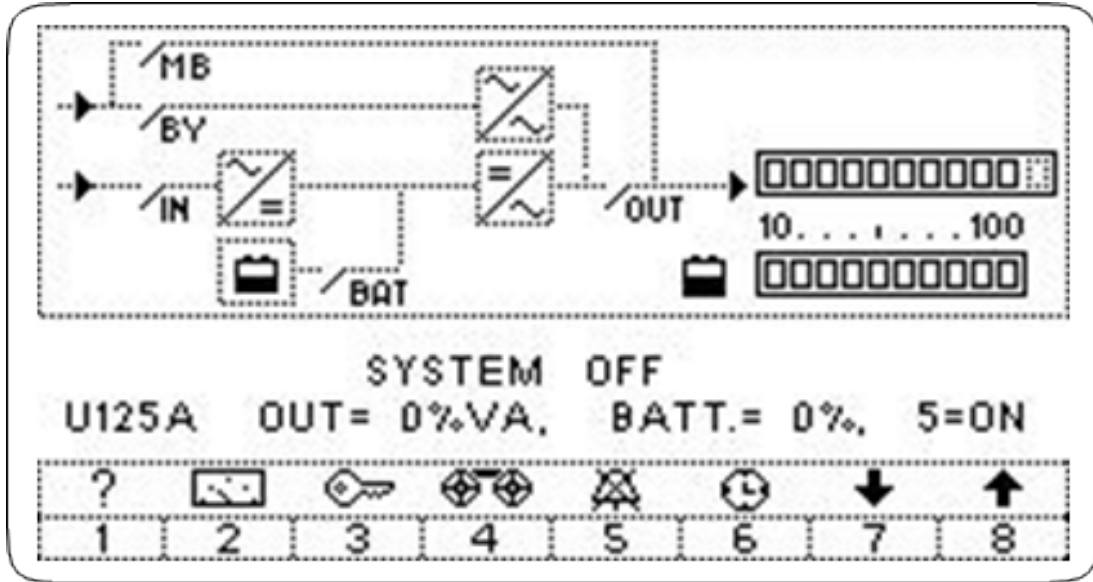 MB
BY
IN
OUT
10....ı...100
BAT
SYSTEM OFF
U125A OUT= 0%VA, BATT.= 0%, 5=ON
?
1 2 3 4 5 6 7 8